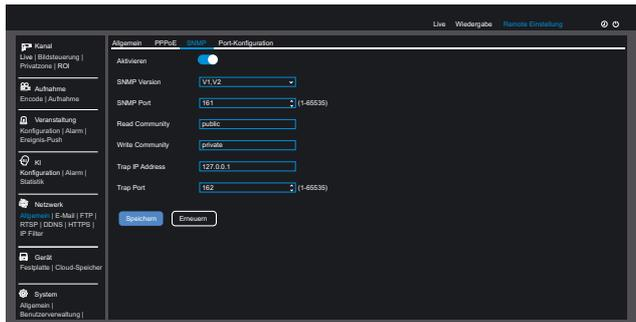 Live Wiedergabe Remote Einstellung
Kanal
Live | Bildsteuerung |
Privatzone | ROI
Aufnahme
Encode | Aufnahme
Veranstaltung
Konfiguration | Alarm |
Ereignis-Push
KI
Konfiguration | Alarm |
Statistik
Netzwerk
Allgemein | E-Mail | FTP |
RTSP | DDNS | HTTPS |
IP Filter
Gerät
Festplatte | Cloud-Speicher
System
Allgemein |
Benutzerverwaltung |
Allgemein PPPoE SNMP Port-Konfiguration
Aktivieren
SNMP Version V1,V2
SNMP Port 161 (1-65535)
Read Community public
Write Community private
Trap IP Address 127.0.0.1
Trap Port 162 (1-65535)
Speichern Erneuern